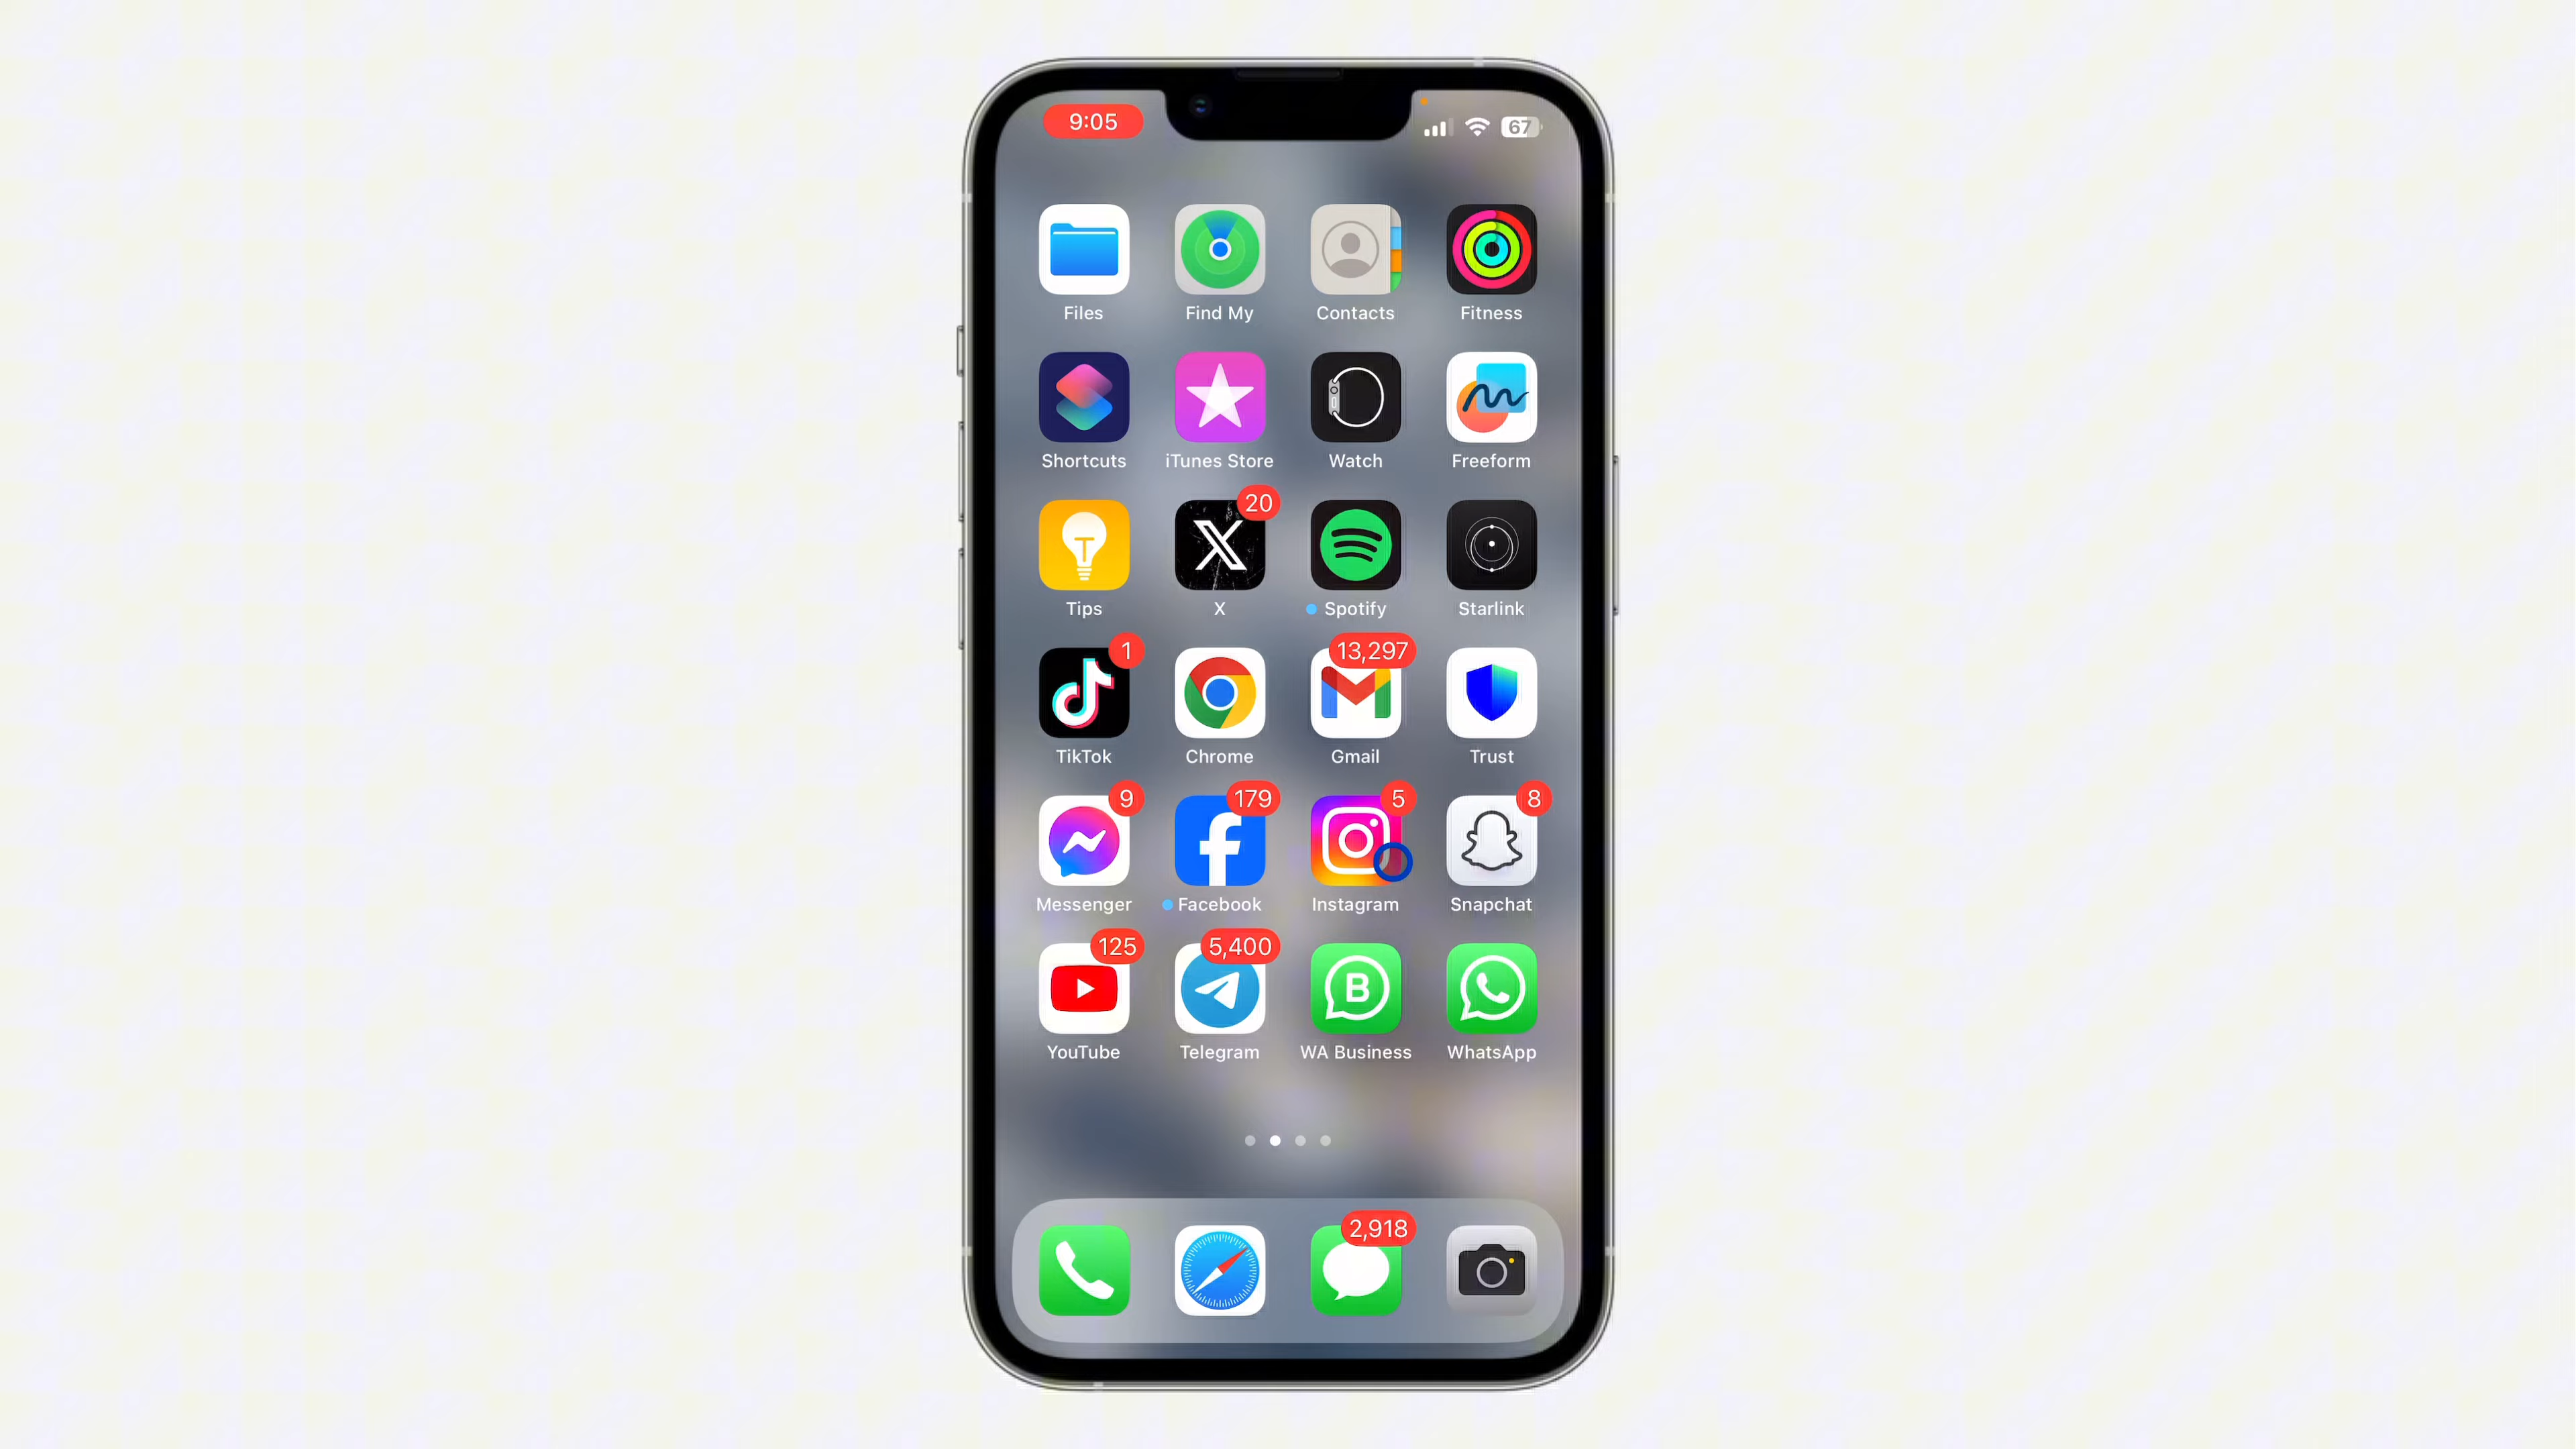 9:05 67
Files Find My Contacts Fitness
Shortcuts iTunes Store Watch Freeform
20
Tips X Spotify Starlink
1 13,297
TikTok Chrome Gmail Trust
9 179 5 8
Messenger Facebook Instagram Snapchat
125 5,400
B
YouTube Telegram WA Business WhatsApp
2,918